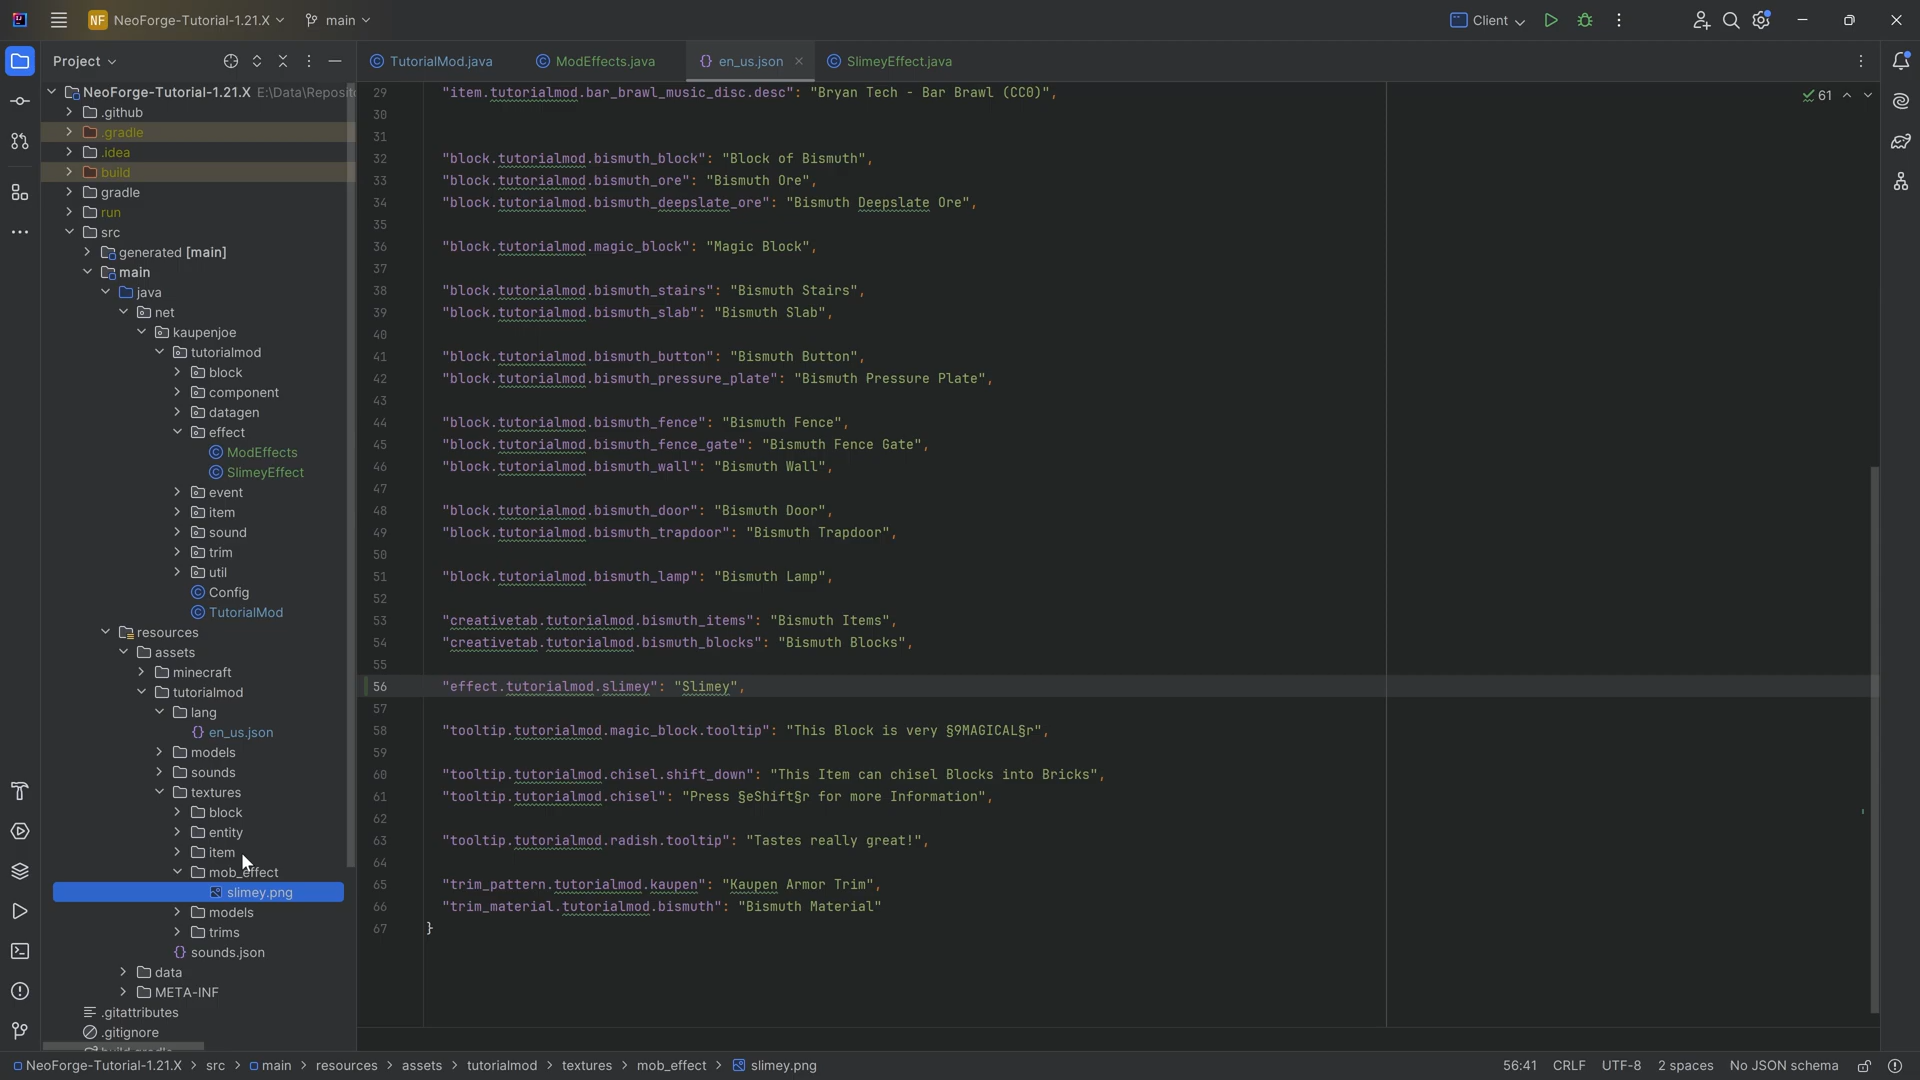 NF NeoForge-Tutorial-1.21.X main Client
Project
TutorialMod.java ModEffects.java en_us.json SlimeyEffect.java
NeoForge-Tutorial-1.21.X E:\Data\Reposit
.github
.gradle
.idea
build
gradle
run
src
generated [main]
main
java
net
kaupenjoe
tutorialmod
block
component
datagen
effect
ModEffects
SlimeyEffect
event
item
sound
trim
util
Config
TutorialMod
resources
assets
minecraft
tutorialmod
lang
en_us.json
models
sounds
textures
block
entity
item
mob_effect
slimey.png
models
trims
sounds.json
data
META-INF
.gitattributes
.gitignore
61
29 "item.tutorialmod.bar_brawl_music_disc.desc": "Bryan Tech - Bar Brawl (CC0)",
30
31
32 "block.tutorialmod.bismuth_block": "Block of Bismuth",
33 "block.tutorialmod.bismuth_ore": "Bismuth Ore",
34 "block.tutorialmod.bismuth_deepslate_ore": "Bismuth Deepslate Ore",
35
36 "block.tutorialmod.magic_block": "Magic Block",
37
38 "block.tutorialmod.bismuth_stairs": "Bismuth Stairs",
39 "block.tutorialmod.bismuth_slab": "Bismuth Slab",
40
41 "block.tutorialmod.bismuth_button": "Bismuth Button",
42 "block.tutorialmod.bismuth_pressure_plate": "Bismuth Pressure Plate",
43
44 "block.tutorialmod.bismuth_fence": "Bismuth Fence",
45 "block.tutorialmod.bismuth_fence_gate": "Bismuth Fence Gate",
46 "block.tutorialmod.bismuth_wall": "Bismuth Wall",
47
48 "block.tutorialmod.bismuth_door": "Bismuth Door",
49 "block.tutorialmod.bismuth_trapdoor": "Bismuth Trapdoor",
50
51 "block.tutorialmod.bismuth_lamp": "Bismuth Lamp",
52
53 "creativetab.tutorialmod.bismuth_items": "Bismuth Items",
54 "creativetab.tutorialmod.bismuth_blocks": "Bismuth Blocks",
55
56 "effect.tutorialmod.slimey": "Slimey",
57
58 "tooltip.tutorialmod.magic_block.tooltip": "This Block is very §9MAGICAL§r",
59
60 "tooltip.tutorialmod.chisel.shift_down": "This Item can chisel Blocks into Bricks",
61 "tooltip.tutorialmod.chisel": "Press §eShift§r for more Information",
62
63 "tooltip.tutorialmod.radish.tooltip": "Tastes really great!",
64
65 "trim_pattern.tutorialmod.kaupen": "Kaupen Armor Trim",
66 "trim_material.tutorialmod.bismuth": "Bismuth Material"
67 }
NeoForge-Tutorial-1.21.X > src > main > resources > assets > tutorialmod > textures > mob_effect > slimey.png 56:41 CRLF UTF-8 2 spaces No JSON schema